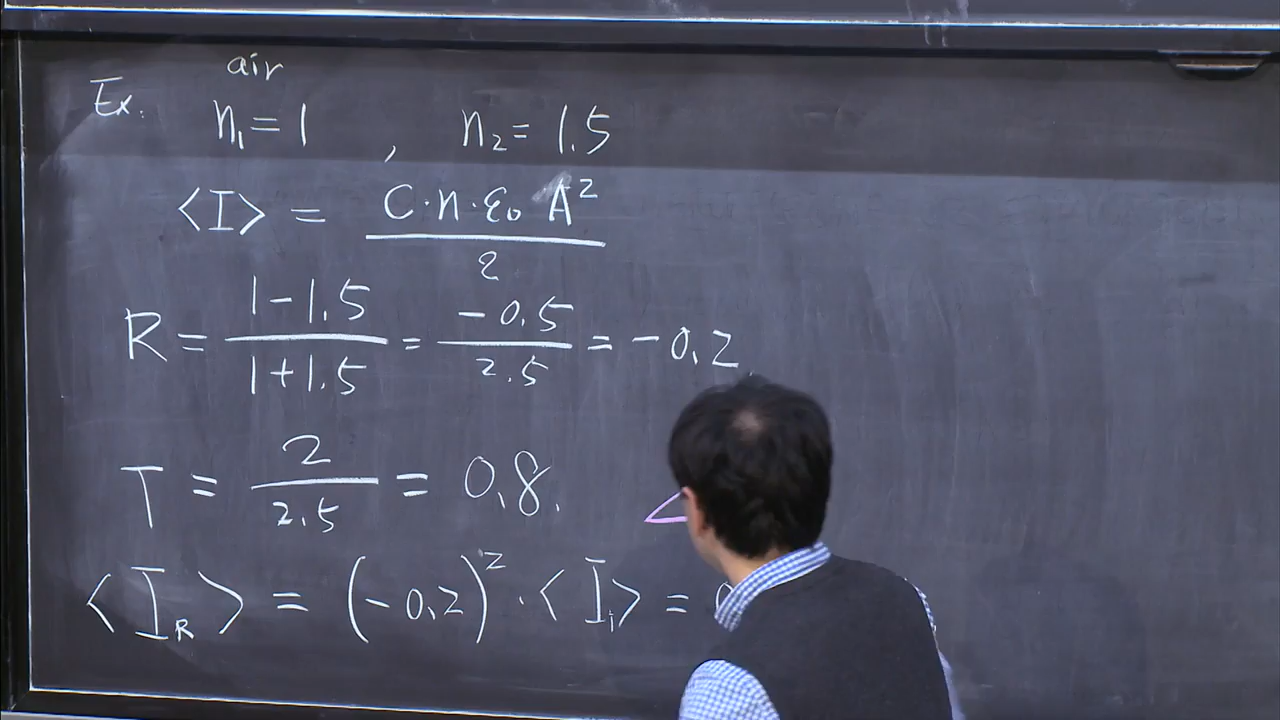 air
Ex. n₁ = 1 , n₂ = 1.5
<I> = C·n·ε₀ A² / 2
R = 1-1.5 / 1+1.5 = -0.5 / 2.5 = -0.2
T = 2 / 2.5 = 0.8.
<I_R> = (-0.2)² · <I_i> =